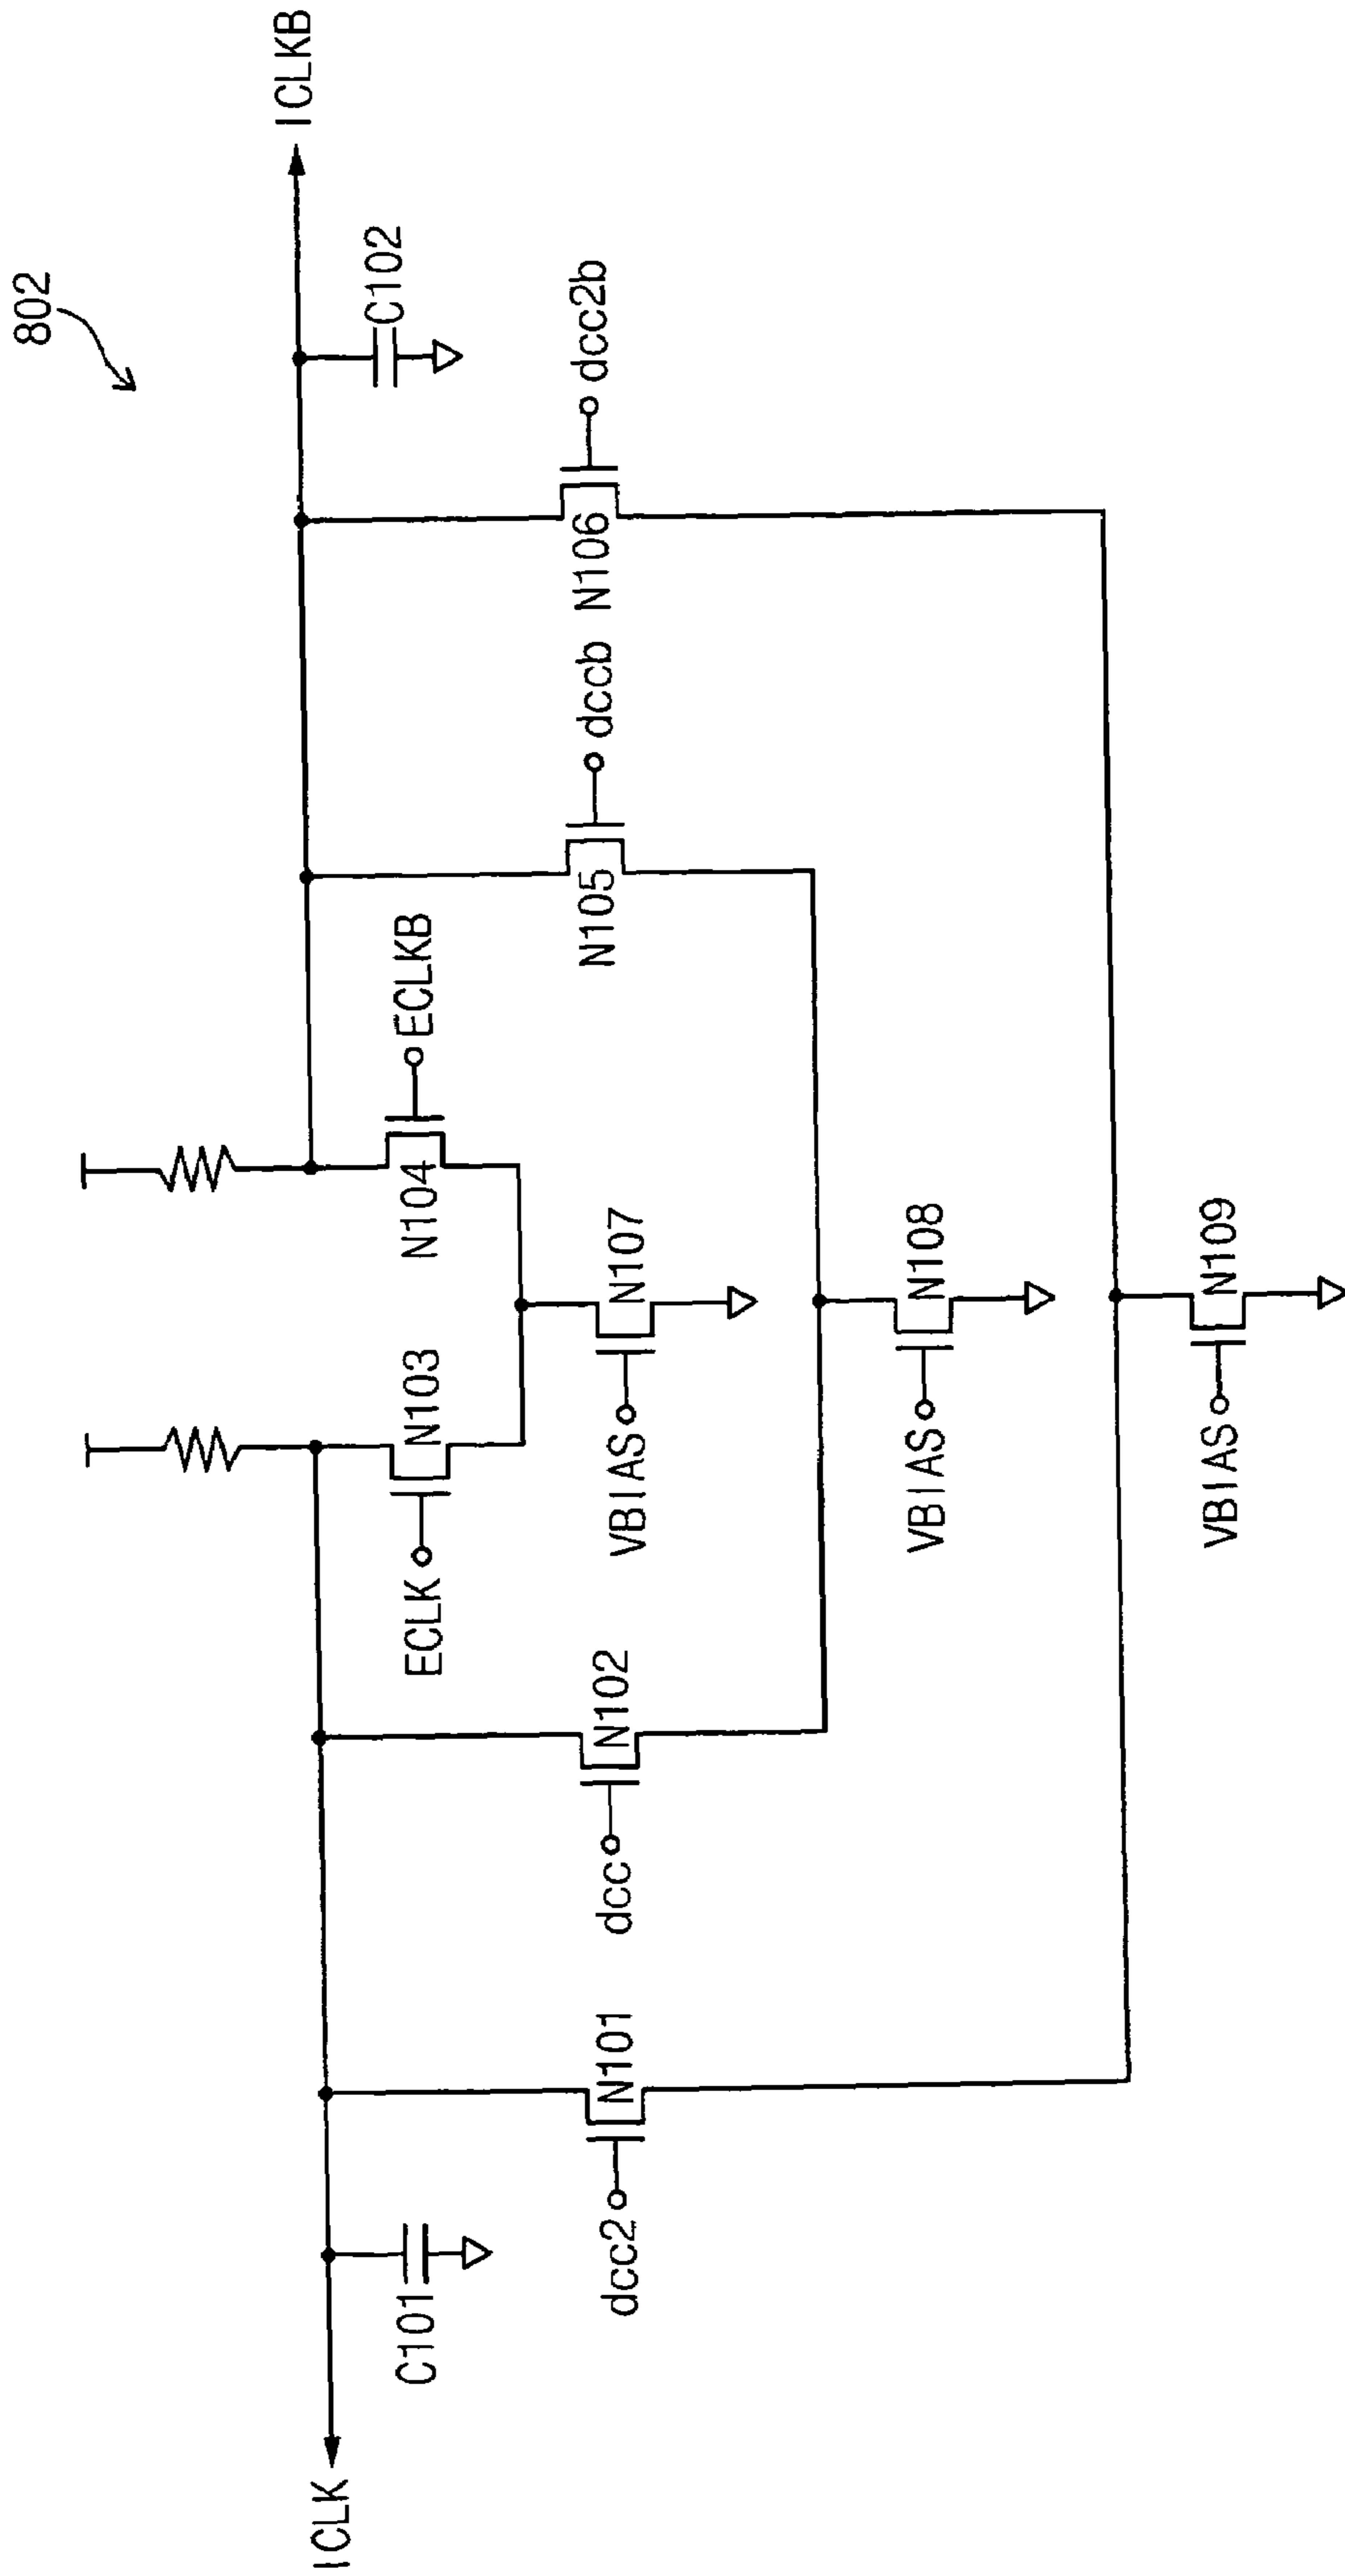 802
ICLK
ICLKB
C101
C102
ECLK
N103
N104
ECLKB
dcc2
N101
dcc
N102
VBIAS
N107
N105
dccb
N106
dcc2b
VBIAS
N108
VBIAS
N109